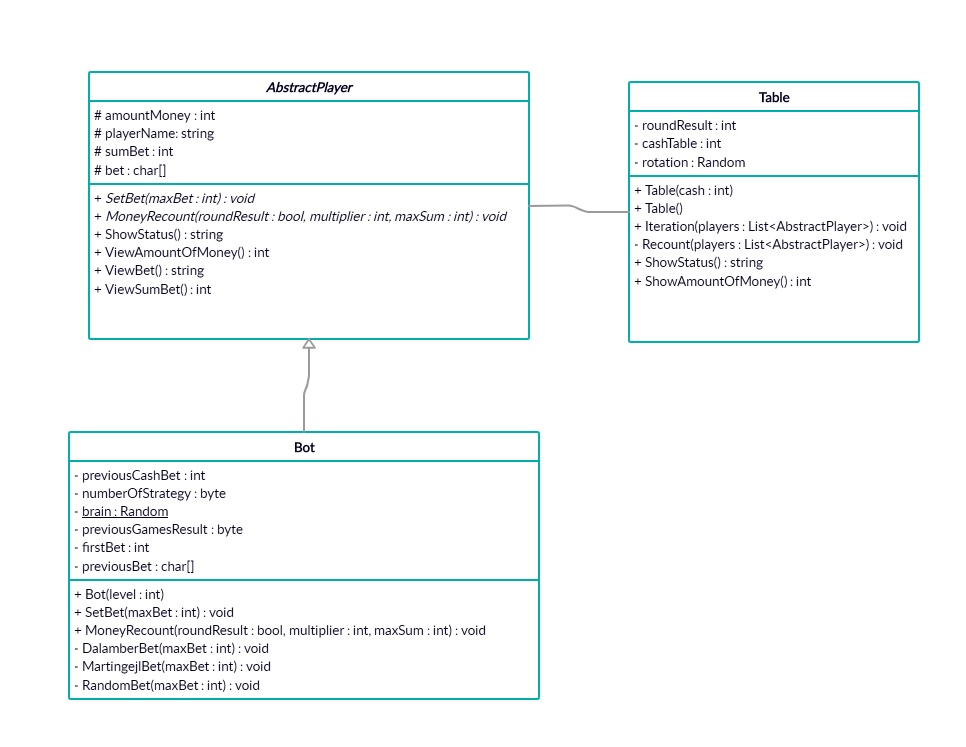 AbstractPlayer
# amountMoney : int
# playerName: string
# sumBet : int
# bet : char[]
+ SetBet(maxBet : int) : void
+ MoneyRecount(roundResult : bool, multiplier : int, maxSum : int) : void
+ ShowStatus() : string
+ ViewAmountOfMoney() : int
+ ViewBet() : string
+ ViewSumBet() : int
Table
- roundResult : int
- cashTable : int
- rotation : Random
+ Table(cash : int)
+ Table()
+ Iteration(players : List<AbstractPlayer>) : void
- Recount(players : List<AbstractPlayer>) : void
+ ShowStatus() : string
+ ShowAmountOfMoney() : int
Bot
- previousCashBet : int
- numberOfStrategy : byte
- brain : Random
- previousGamesResult : byte
- firstBet : int
- previousBet : char[]
+ Bot(level : int)
+ SetBet(maxBet : int) : void
+ MoneyRecount(roundResult : bool, multiplier : int, maxSum : int) : void
- DalamberBet(maxBet : int) : void
- MartingejlBet(maxBet : int) : void
- RandomBet(maxBet : int) : void